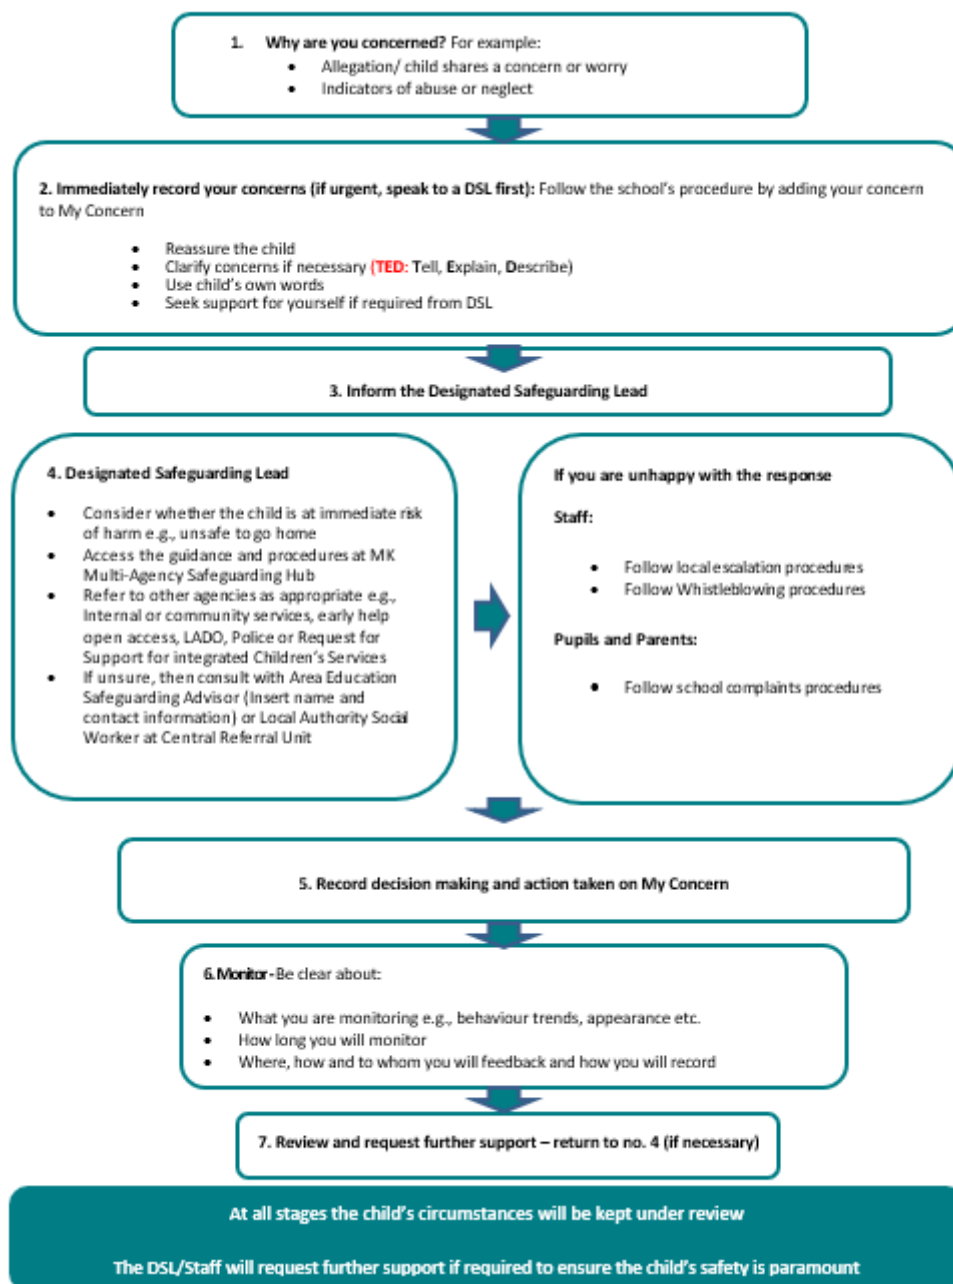 1. Why are you concerned? For example:
• Allegation/ child shares a concern or worry
• Indicators of abuse or neglect
2. Immediately record your concerns (if urgent, speak to a DSL first): Follow the school's procedure by adding your concern
to My Concern
• Reassure the child
• Clarify concerns if necessary (TED: Tell, Explain, Describe)
• Use child's own words
• Seek support for yourself if required from DSL
3. Inform the Designated Safeguarding Lead
4. Designated Safeguarding Lead
• Consider whether the child is at immediate risk
of harm e.g., unsafe to go home
• Access the guidance and procedures at MK
Multi-Agency Safeguarding Hub
• Refer to other agencies as appropriate e.g.,
Internal or community services, early help
open access, LADO, Police or Request for
Support for integrated Children's Services
• If unsure, then consult with Area Education
Safeguarding Advisor (Insert name and
contact information) or Local Authority Social
Worker at Central Referral Unit
If you are unhappy with the response
Staff:
• Follow local escalation procedures
• Follow Whistleblowing procedures
Pupils and Parents:
• Follow school complaints procedures
5. Record decision making and action taken on My Concern
6. Monitor - Be clear about:
• What you are monitoring e.g., behaviour trends, appearance etc.
• How long you will monitor
• Where, how and to whom you will feedback and how you will record
7. Review and request further support – return to no. 4 (if necessary)
At all stages the child's circumstances will be kept under review
The DSL/Staff will request further support if required to ensure the child's safety is paramount